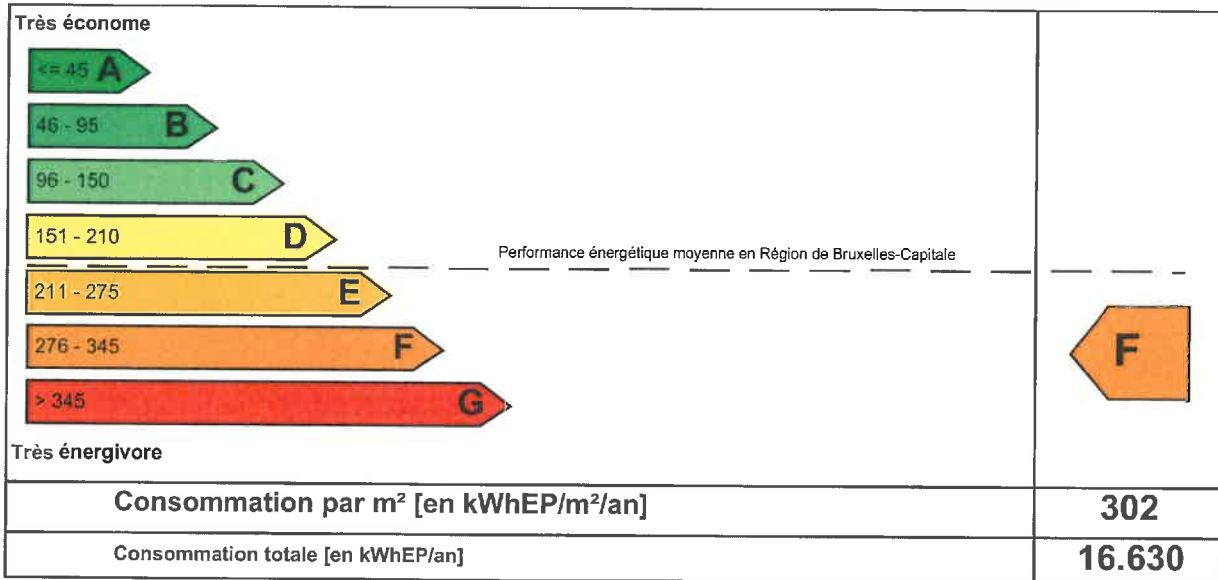 Très économe
<= 45 A
46 - 95 B
96 - 150 C
151 - 210 D
Performance énergétique moyenne en Région de Bruxelles-Capitale
211 - 275 E
276 - 345 F
F
> 345 G
Très énergivore
Consommation par m² [en kWhEP/m²/an] 302
Consommation totale [en kWhEP/an] 16.630